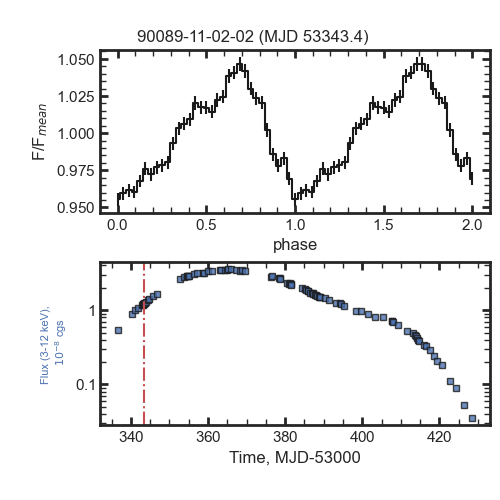 90089-11-02-02 (MJD 53343.4)
1.050
1.025
1.000
0.975
0.950
F/Fmean
0.0 0.5 1.0 1.5 2.0
phase
1
0.1
Flux (3-12 keV),
10⁻⁸ cgs
340 360 380 400 420
Time, MJD-53000